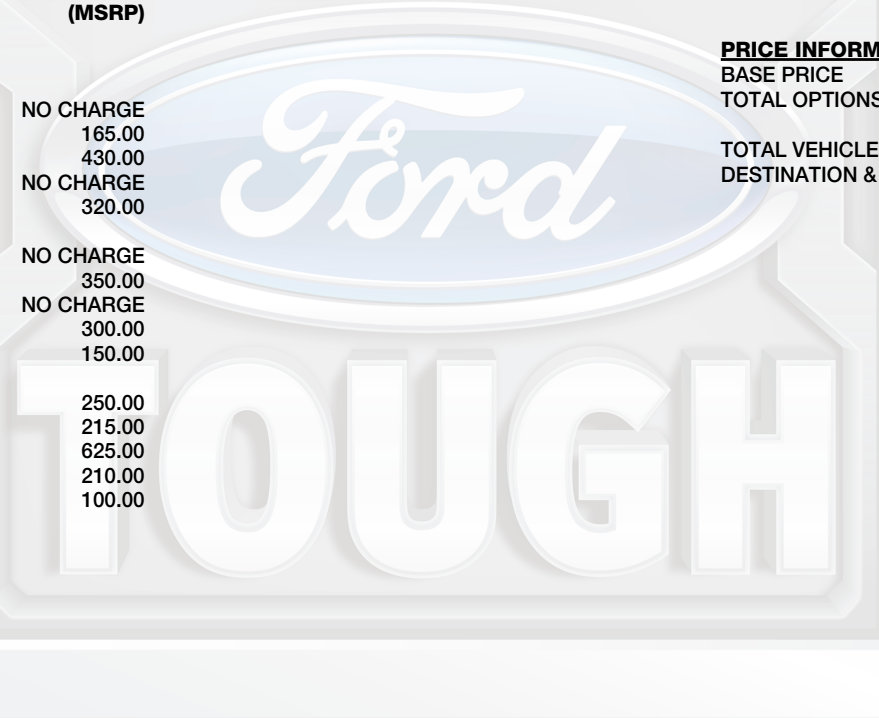 (MSRP)
NO CHARGE
165.00
430.00
NO CHARGE
320.00
NO CHARGE
350.00
NO CHARGE
300.00
150.00
250.00
215.00
625.00
210.00
100.00
PRICE INFORM
BASE PRICE
TOTAL OPTIONS
TOTAL VEHICLE
DESTINATION &
Ford
TOUGH